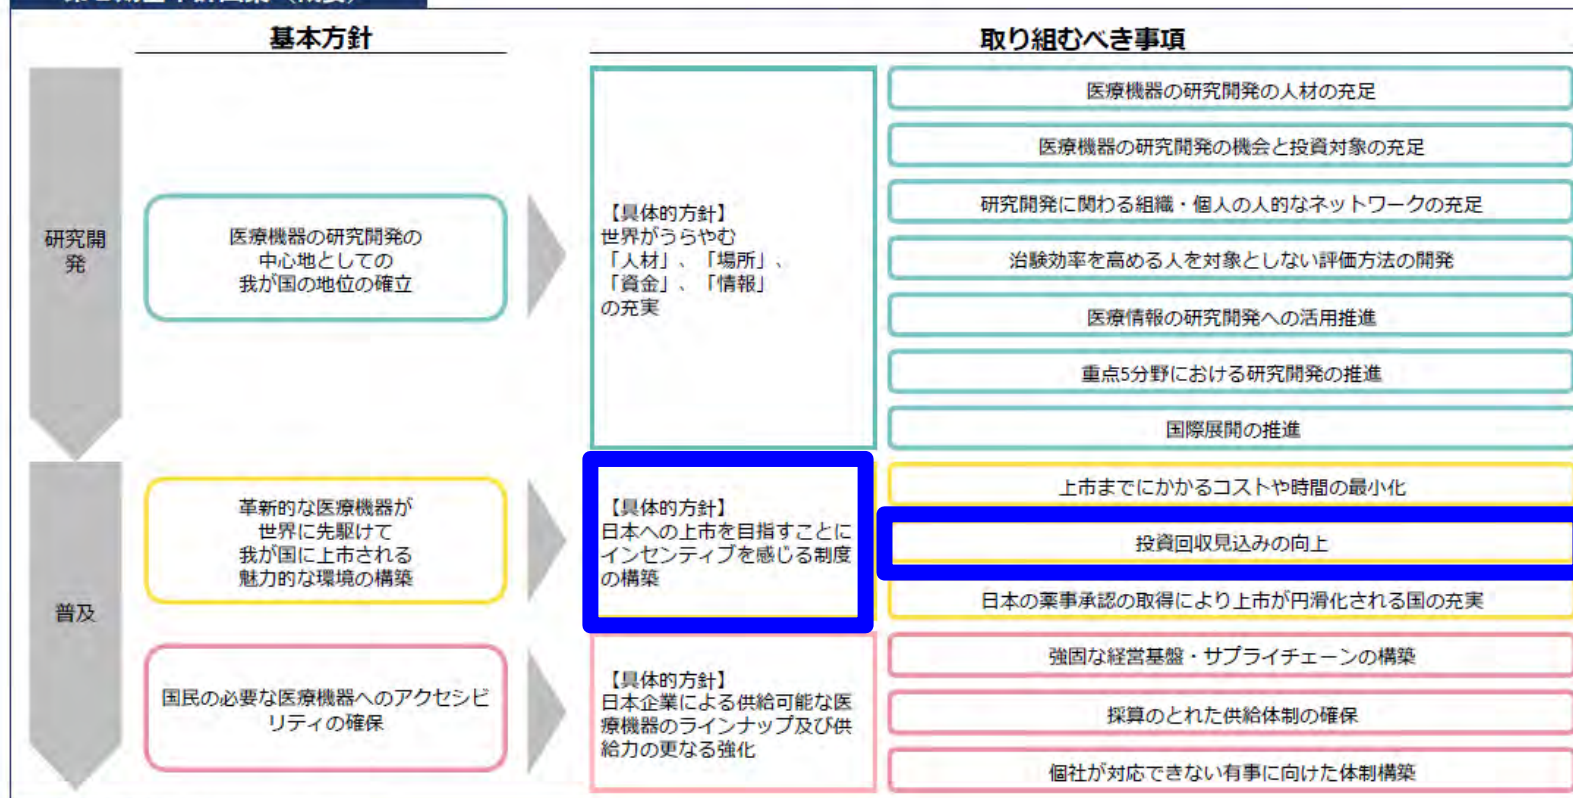 基本方針
取り組むべき事項
研究開
発
医療機器の研究開発の
中心地としての
我が国の地位の確立
【具体的方針】
世界がうらやむ
「人材」、「場所」、
「資金」、「情報」
の充実
医療機器の研究開発の人材の充足
医療機器の研究開発の機会と投資対象の充足
研究開発に関わる組織・個人の人的なネットワークの充足
治験効率を高める人を対象としない評価方法の開発
医療情報の研究開発への活用推進
重点5分野における研究開発の推進
国際展開の推進
普及
革新的な医療機器が
世界に先駆けて
我が国に上市される
魅力的な環境の構築
【具体的方針】
日本への上市を目指すことに
インセンティブを感じる制度
の構築
上市までにかかるコストや時間の最小化
投資回収見込みの向上
日本の薬事承認の取得により上市が円滑化される国の充実
国民の必要な医療機器へのアクセシビ
リティの確保
【具体的方針】
日本企業による供給可能な医
療機器のラインナップ及び供
給力の更なる強化
強固な経営基盤・サプライチェーンの構築
採算のとれた供給体制の確保
個社が対応できない有事に向けた体制構築